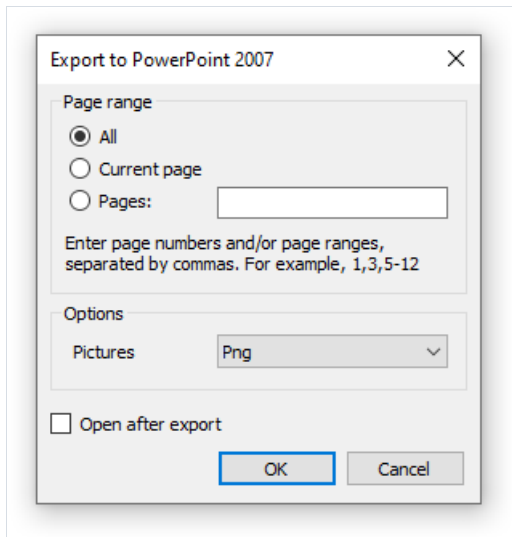 Export to PowerPoint 2007
Page range
All
Current page
Pages:
Enter page numbers and/or page ranges,
separated by commas. For example, 1,3,5-12
Options
Pictures Png
Open after export
OK Cancel